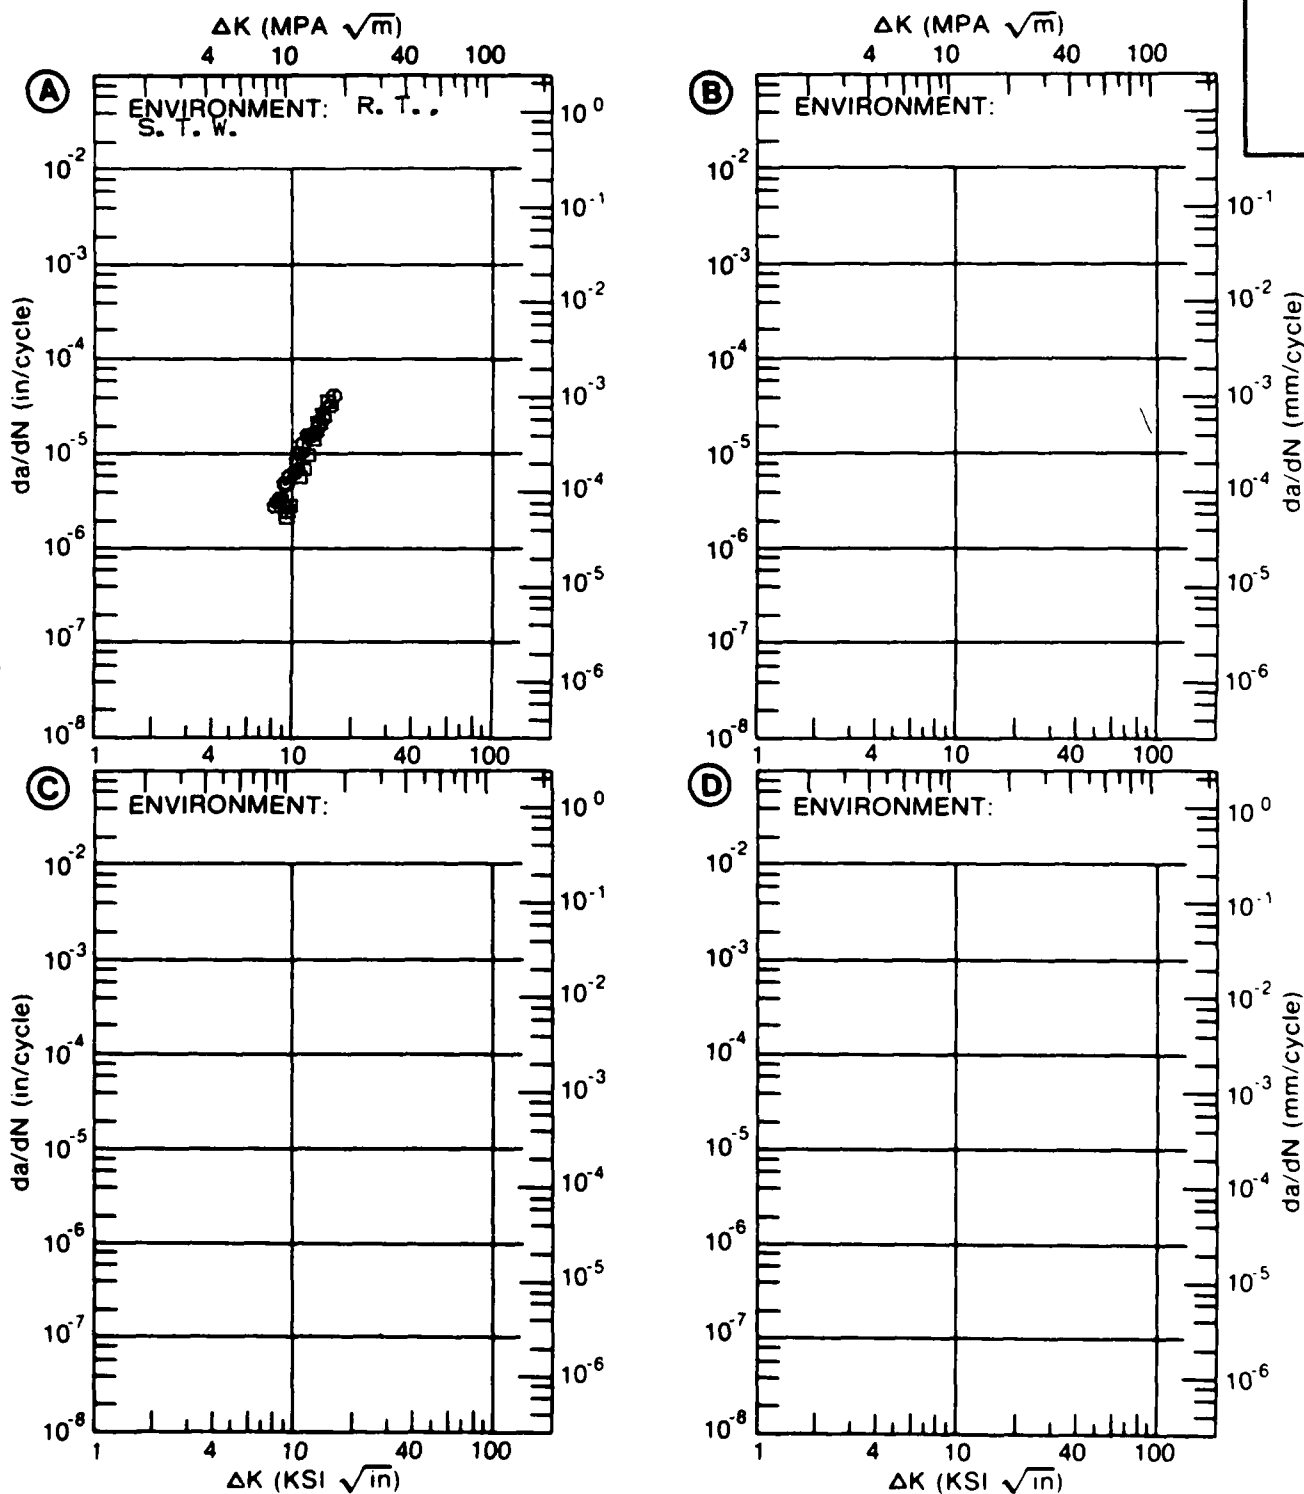 ΔK (MPA √m)
4 10 40 100
ΔK (MPA √m)
4 10 40 100
A
ENVIRONMENT: R. T.,
S. T. W.
da/dN (in/cycle)
10⁻²
10⁻³
10⁻⁴
10⁻⁵
10⁻⁶
10⁻⁷
10⁻⁸
10⁰
10⁻¹
10⁻²
10⁻³
10⁻⁴
10⁻⁵
10⁻⁶
1 4 10 40 100
B
ENVIRONMENT:
10⁻²
10⁻³
10⁻⁴
10⁻⁵
10⁻⁶
10⁻⁷
10⁻⁸
10⁻¹
10⁻²
10⁻³
10⁻⁴
10⁻⁵
10⁻⁶
da/dN (mm/cycle)
1 4 10 40 100
C
ENVIRONMENT:
da/dN (in/cycle)
10⁻²
10⁻³
10⁻⁴
10⁻⁵
10⁻⁶
10⁻⁷
10⁻⁸
10⁰
10⁻¹
10⁻²
10⁻³
10⁻⁴
10⁻⁵
10⁻⁶
1 4 10 40 100
ΔK (KSI √in)
D
ENVIRONMENT:
10⁻²
10⁻³
10⁻⁴
10⁻⁵
10⁻⁶
10⁻⁷
10⁻⁸
10⁰
10⁻¹
10⁻²
10⁻³
10⁻⁴
10⁻⁵
10⁻⁶
da/dN (mm/cycle)
1 4 10 40 100
ΔK (KSI √in)